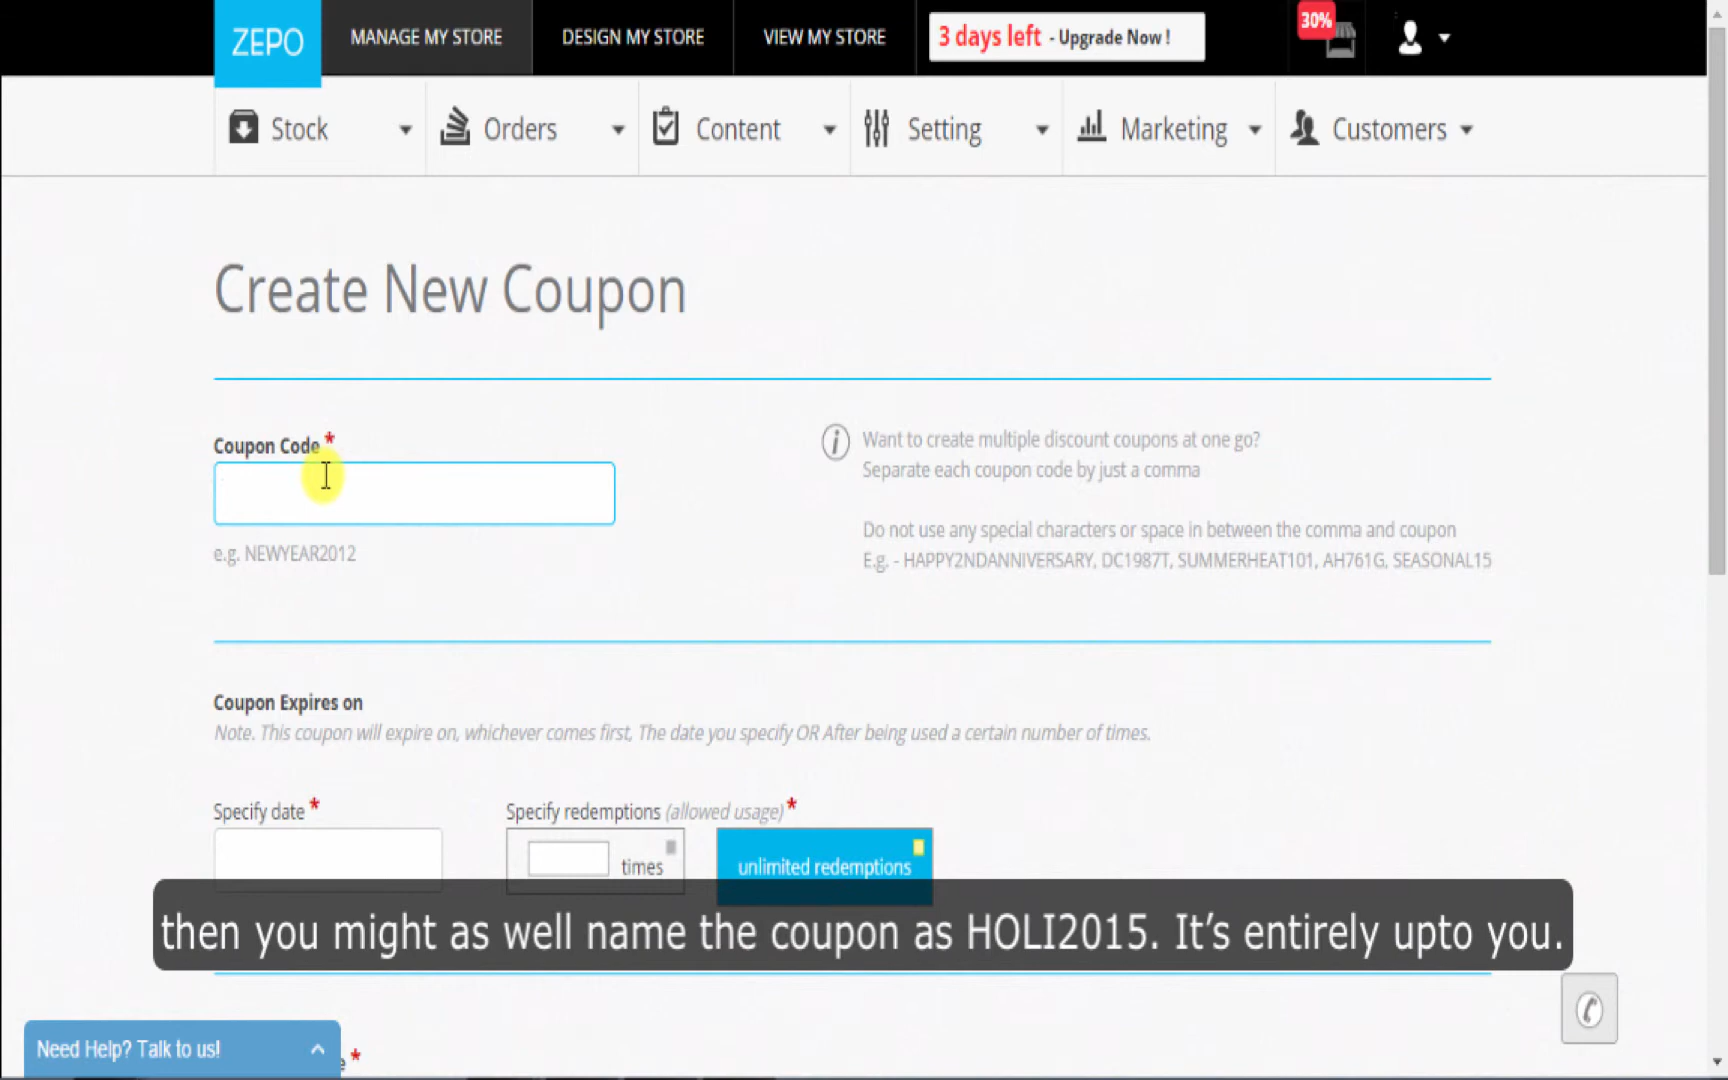 ZEPO
MANAGE MY STORE
DESIGN MY STORE
VIEW MY STORE
3 days left - Upgrade Now !
30%
Stock
Orders
Content
Setting
Marketing
Customers
Create New Coupon
Coupon Code *
e.g. NEWYEAR2012
Want to create multiple discount coupons at one go?
Separate each coupon code by just a comma
Do not use any special characters or space in between the comma and coupon
E.g. - HAPPY2NDANNIVERSARY, DC1987T, SUMMERHEAT101, AH761G, SEASONAL15
Coupon Expires on
Note. This coupon will expire on, whichever comes first, The date you specify OR After being used a certain number of times.
Specify date *
Specify redemptions (allowed usage) *
times
unlimited redemptions
then you might as well name the coupon as HOLI2015. It’s entirely upto you.
Need Help? Talk to us!
e *